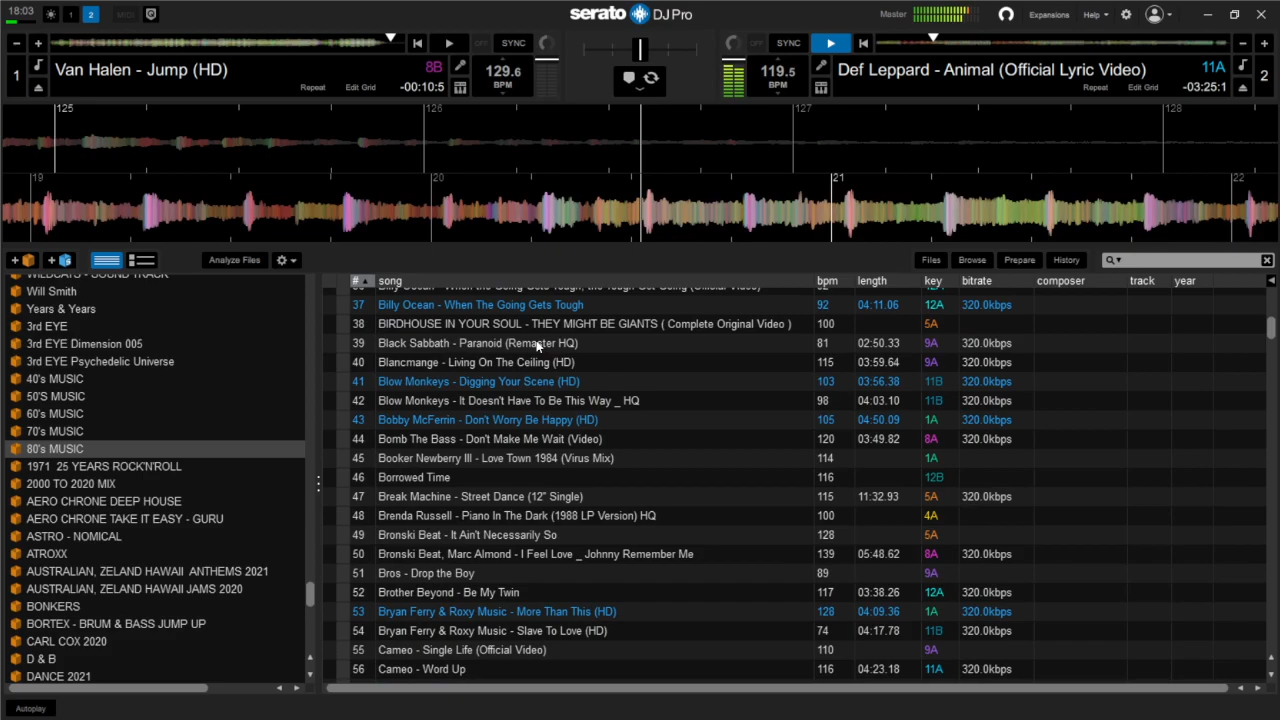 18:03 1 2 MIDI serato DJ Pro Master Expansions Help
SYNC SYNC
1 Van Halen - Jump (HD) 8B 129.6 119.5 Def Leppard - Animal (Official Lyric Video) 11A 2
Repeat Edit Grid -00:10:5 BPM BPM Repeat Edit Grid -03:25:1
125 126 127 128
19 20 21 22
Analyze Files Files Browse Prepare History
WILDCATS - SOUND TRACK
Will Smith
Years & Years
3rd EYE
3rd EYE Dimension 005
3rd EYE Psychedelic Universe
40's MUSIC
50'S MUSIC
60's MUSIC
70's MUSIC
80's MUSIC
1971 25 YEARS ROCK'N'ROLL
2000 TO 2020 MIX
AERO CHRONE DEEP HOUSE
AERO CHRONE TAKE IT EASY - GURU
ASTRO - NOMICAL
ATROXX
AUSTRALIAN, ZELAND HAWAII ANTHEMS 2021
AUSTRALIAN, ZELAND HAWAII JAMS 2020
BONKERS
BORTEX - BRUM & BASS JUMP UP
CARL COX 2020
D & B
DANCE 2021
# song bpm length key bitrate composer track year
37 Billy Ocean - When The Going Gets Tough 92 04:11.06 12A 320.0kbps
38 BIRDHOUSE IN YOUR SOUL - THEY MIGHT BE GIANTS ( Complete Original Video ) 100 5A
39 Black Sabbath - Paranoid (Remaster HQ) 81 02:50.33 9A 320.0kbps
40 Blancmange - Living On The Ceiling (HD) 115 03:59.64 9A 320.0kbps
41 Blow Monkeys - Digging Your Scene (HD) 103 03:56.38 11B 320.0kbps
42 Blow Monkeys - It Doesn't Have To Be This Way _ HQ 98 04:03.10 11B 320.0kbps
43 Bobby McFerrin - Don't Worry Be Happy (HD) 105 04:50.09 1A 320.0kbps
44 Bomb The Bass - Don't Make Me Wait (Video) 120 03:49.82 8A 320.0kbps
45 Booker Newberry III - Love Town 1984 (Virus Mix) 114 1A
46 Borrowed Time 116 12B
47 Break Machine - Street Dance (12" Single) 115 11:32.93 5A 320.0kbps
48 Brenda Russell - Piano In The Dark (1988 LP Version) HQ 100 4A
49 Bronski Beat - It Ain't Necessarily So 128 5A
50 Bronski Beat, Marc Almond - I Feel Love _ Johnny Remember Me 139 05:48.62 8A 320.0kbps
51 Bros - Drop the Boy 89 9A
52 Brother Beyond - Be My Twin 117 03:38.26 12A 320.0kbps
53 Bryan Ferry & Roxy Music - More Than This (HD) 128 04:09.36 1A 320.0kbps
54 Bryan Ferry & Roxy Music - Slave To Love (HD) 74 04:17.78 11B 320.0kbps
55 Cameo - Single Life (Official Video) 110 9A
56 Cameo - Word Up 116 04:23.18 11A 320.0kbps
Autoplay